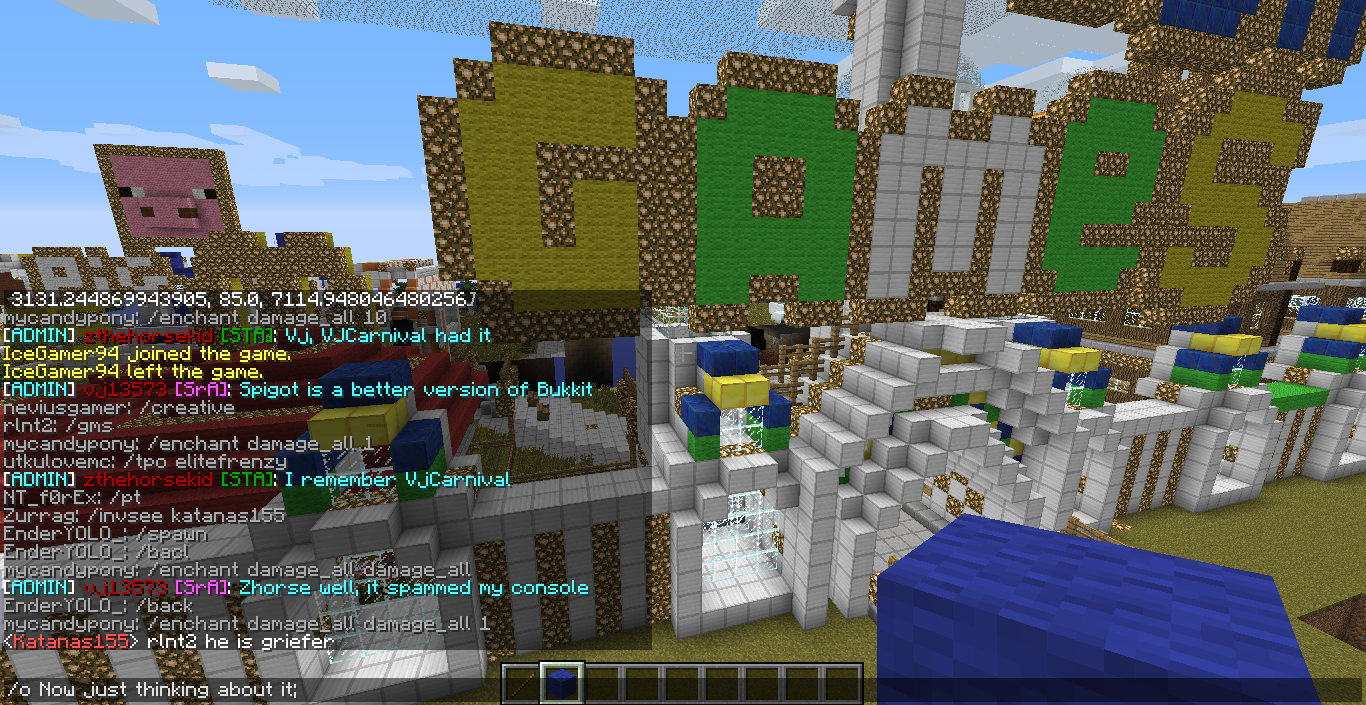 Games
3131.244869943905, 85.0, 7114.948046480256.
mycandypony: /enchant damage_all 10
[ADMIN] zthehorsekid [STA]: Vj, VJCarnival had it
IceGamer94 joined the game.
IceGamer94 left the game.
[ADMIN] vj13573 [SrA]: Spigot is a better version of Bukkit
neviusgamer: /creative
rlnt2: /gms
mycandypony: /enchant damage_all 1
utkulovemc: /tpo elitefrenzy
[ADMIN] zthehorsekid [STA]: I remember VjCarnival
NT_f0rEx: /pt
Zurrag: /invsee katanas155
EnderYOLO_: /spawn
EnderYOLO_: /bacl
mycandypony: /enchant damage_all damage_all
[ADMIN] vj13573 [SrA]: Zhorse well, it spammed my console
EnderYOLO_: /back
mycandypony: /enchant damage_all damage_all 1
<Katanas155> rlnt2 he is griefer
/o Now just thinking about it;